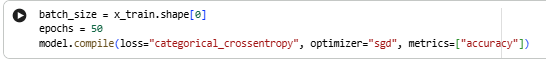 batch_size = x_train.shape[0]
epochs = 50
model.compile(loss="categorical_crossentropy", optimizer="sgd", metrics=["accuracy"])